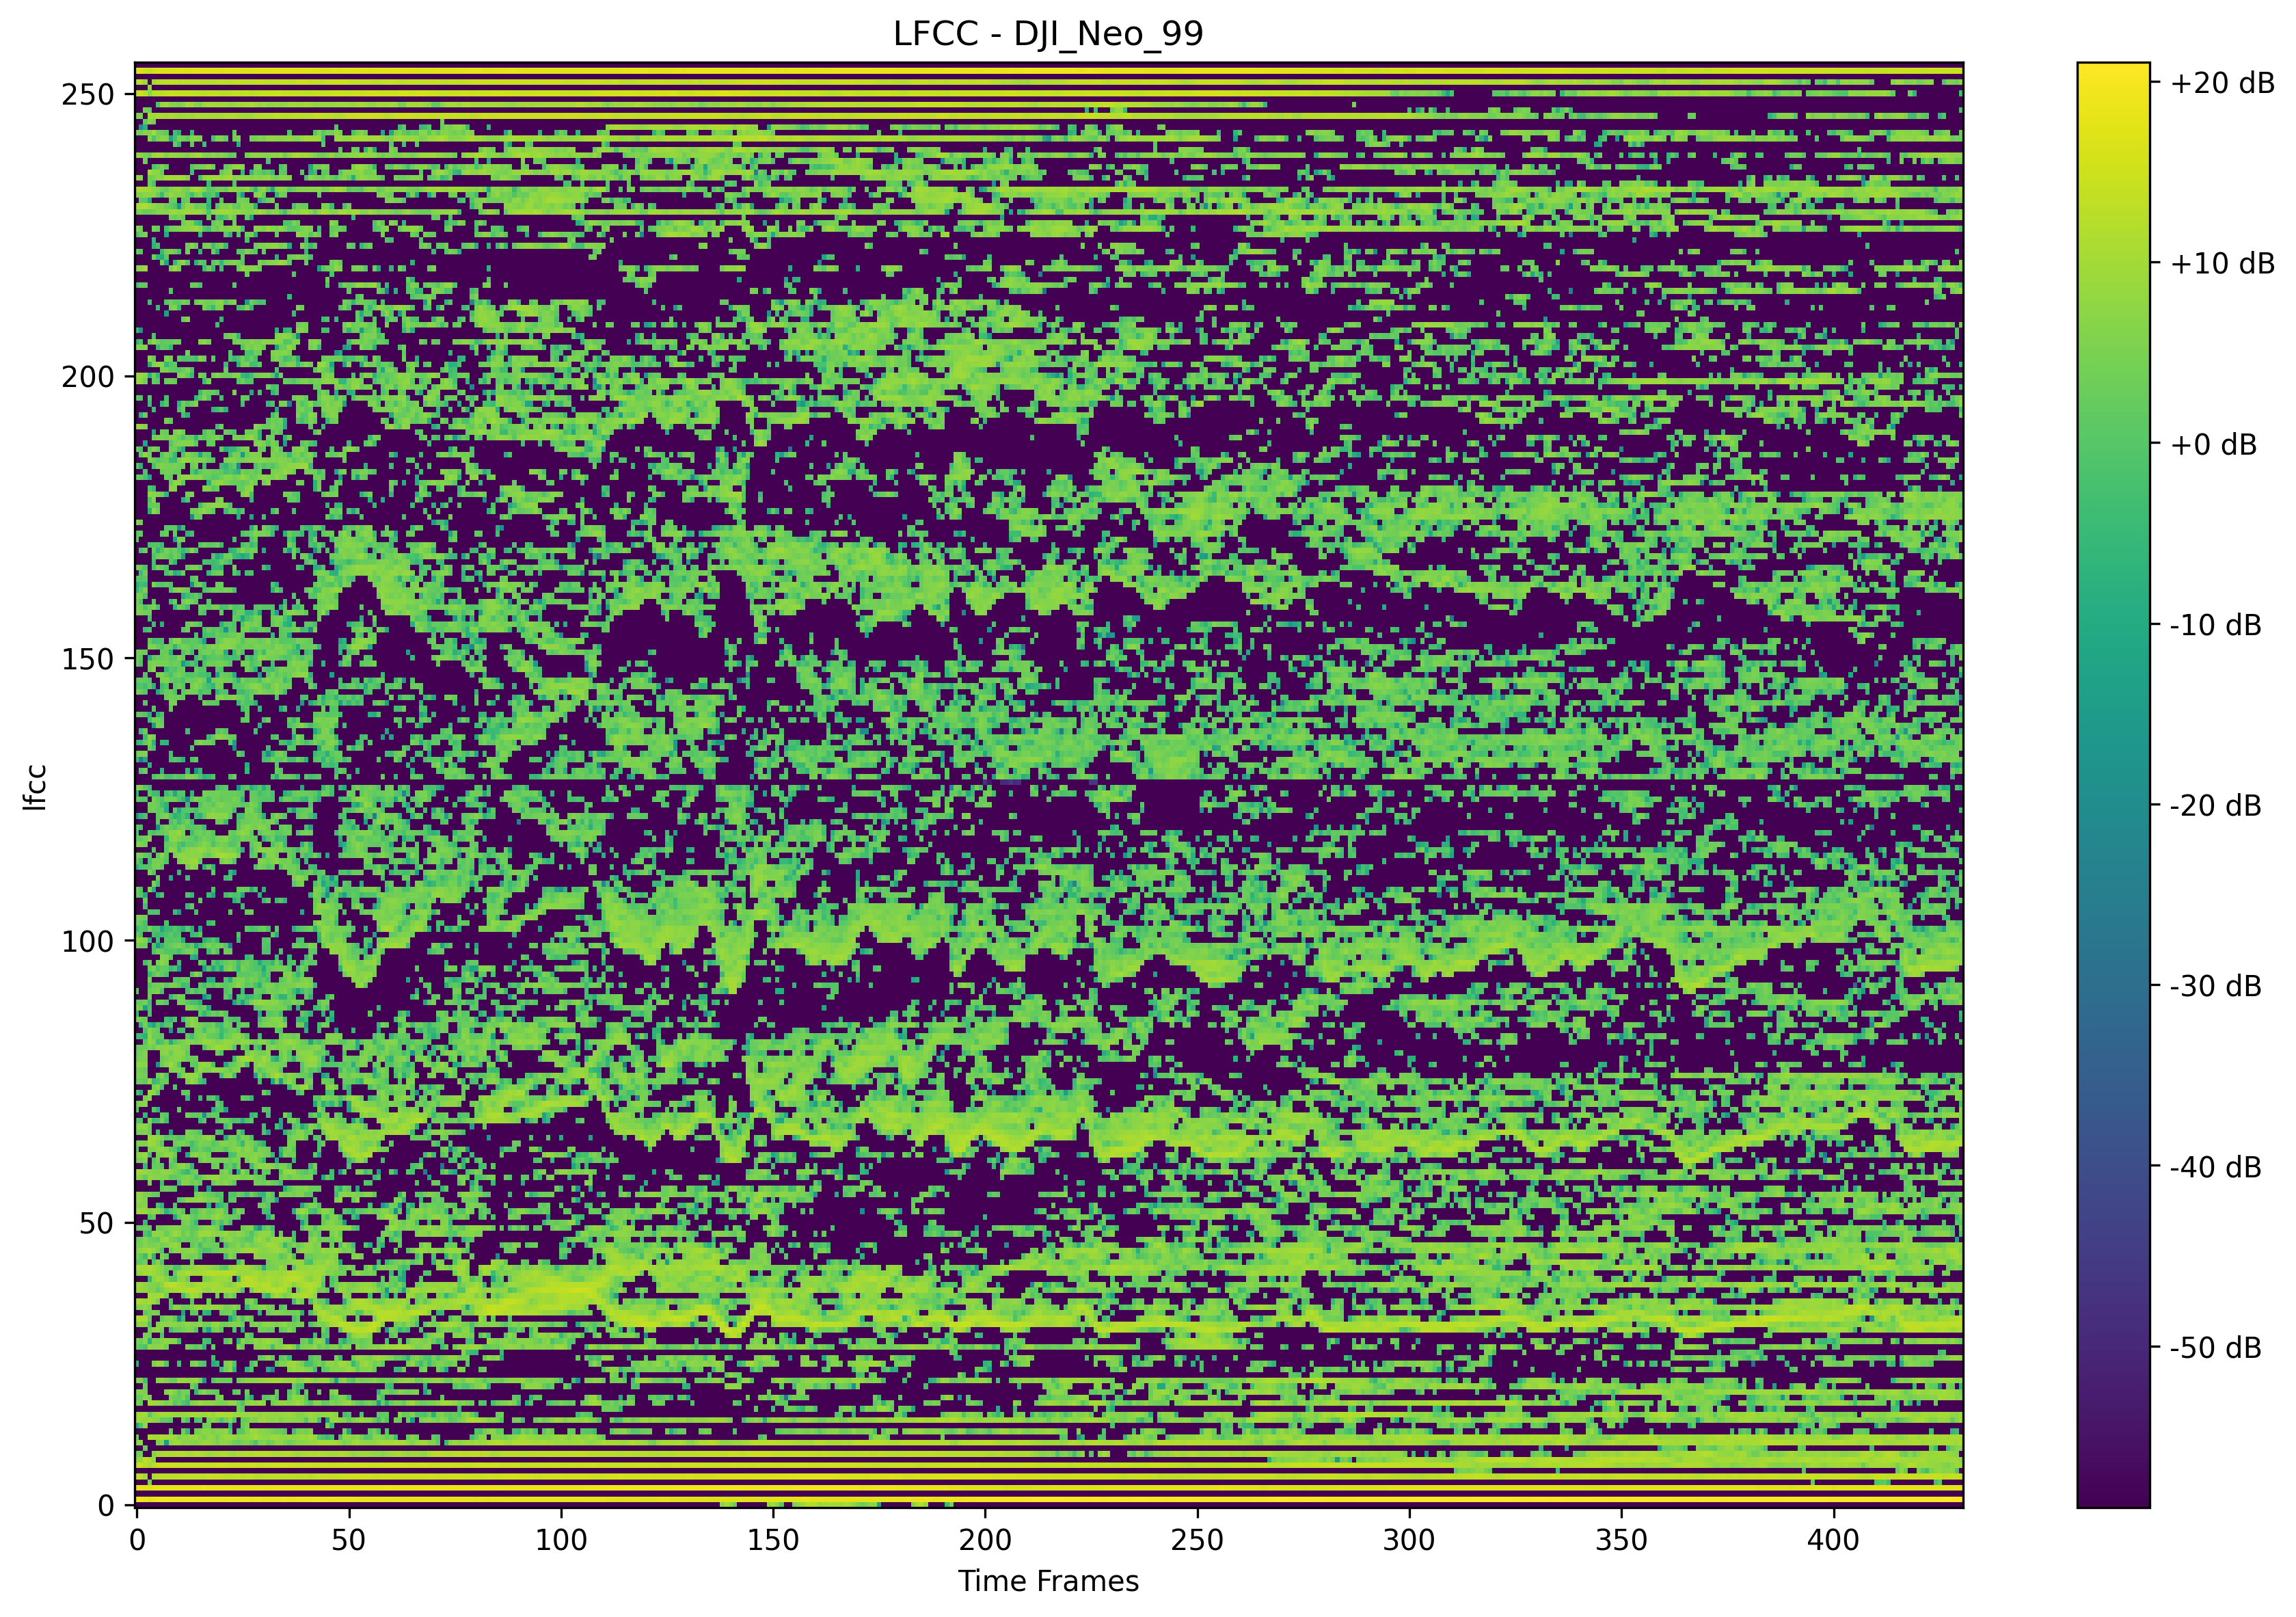 LFCC - DJI_Neo_99
250
200
150
100
50
0
lfcc
0 50 100 150 200 250 300 350 400
Time Frames
+20 dB
+10 dB
+0 dB
-10 dB
-20 dB
-30 dB
-40 dB
-50 dB